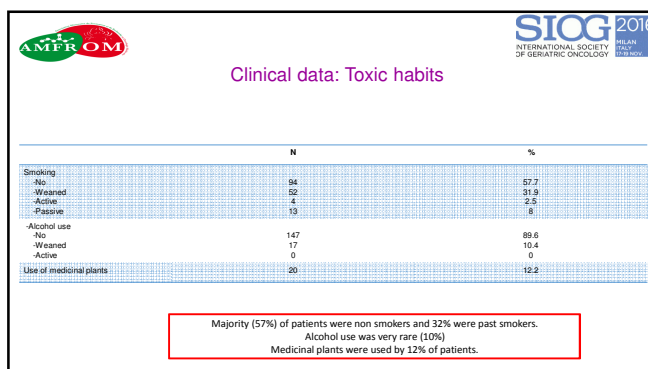 AMFROM
SIOG 2016
INTERNATIONAL SOCIETY
OF GERIATRIC ONCOLOGY
MILAN
ITALY
17-19 NOV.
Clinical data: Toxic habits
N %
Smoking
-No 94 57.7
-Weaned 52 31.9
-Active 4 2.5
-Passive 13 8
-Alcohol use
-No 147 89.6
-Weaned 17 10.4
-Active 0 0
Use of medicinal plants 20 12.2
Majority (57%) of patients were non smokers and 32% were past smokers.
Alcohol use was very rare (10%)
Medicinal plants were used by 12% of patients.